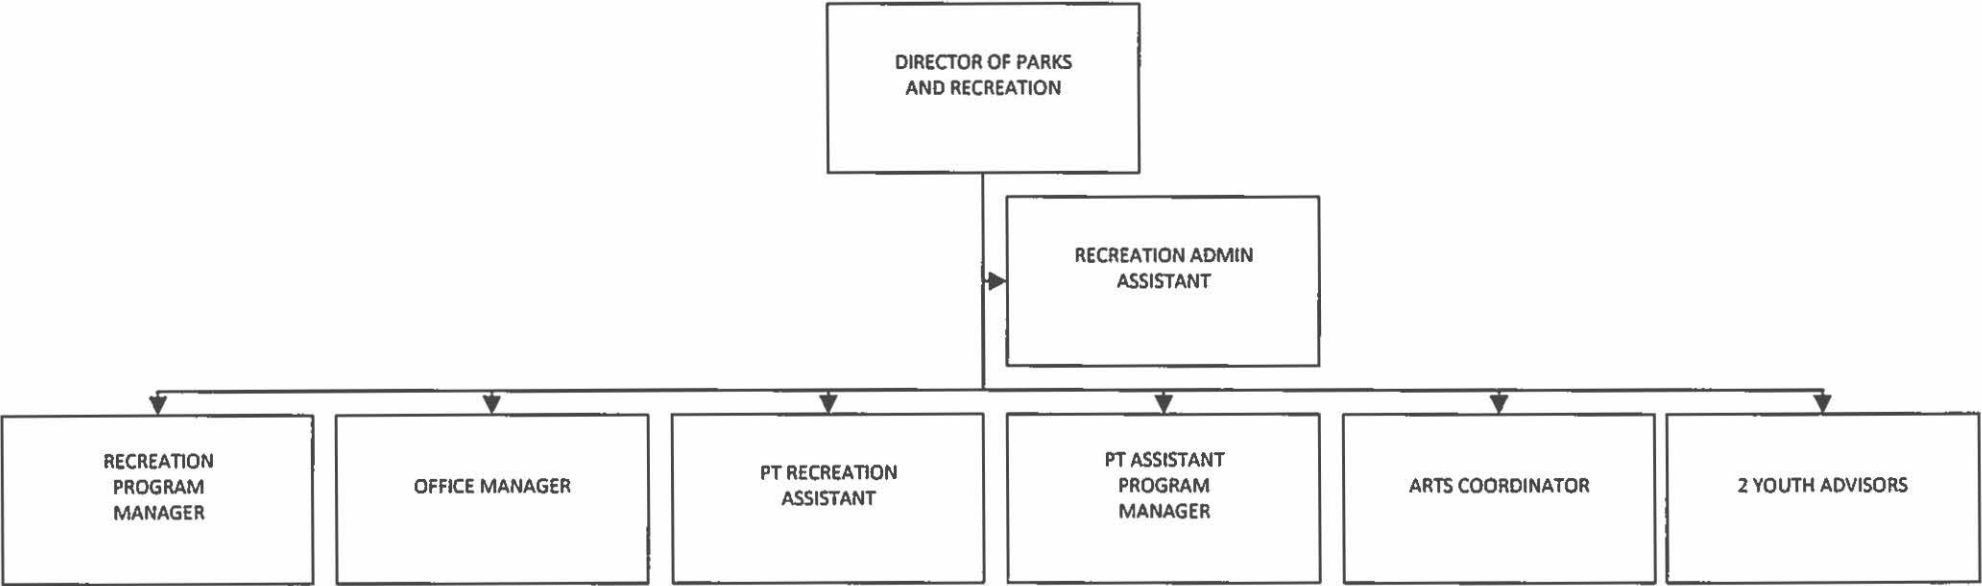 DIRECTOR OF PARKS
AND RECREATION
RECREATION ADMIN
ASSISTANT
RECREATION
PROGRAM
MANAGER
OFFICE MANAGER
PT RECREATION
ASSISTANT
PT ASSISTANT
PROGRAM
MANAGER
ARTS COORDINATOR
2 YOUTH ADVISORS